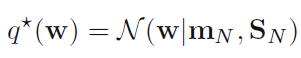 q⋆(w) = 𝒩(w|m_N, S_N)